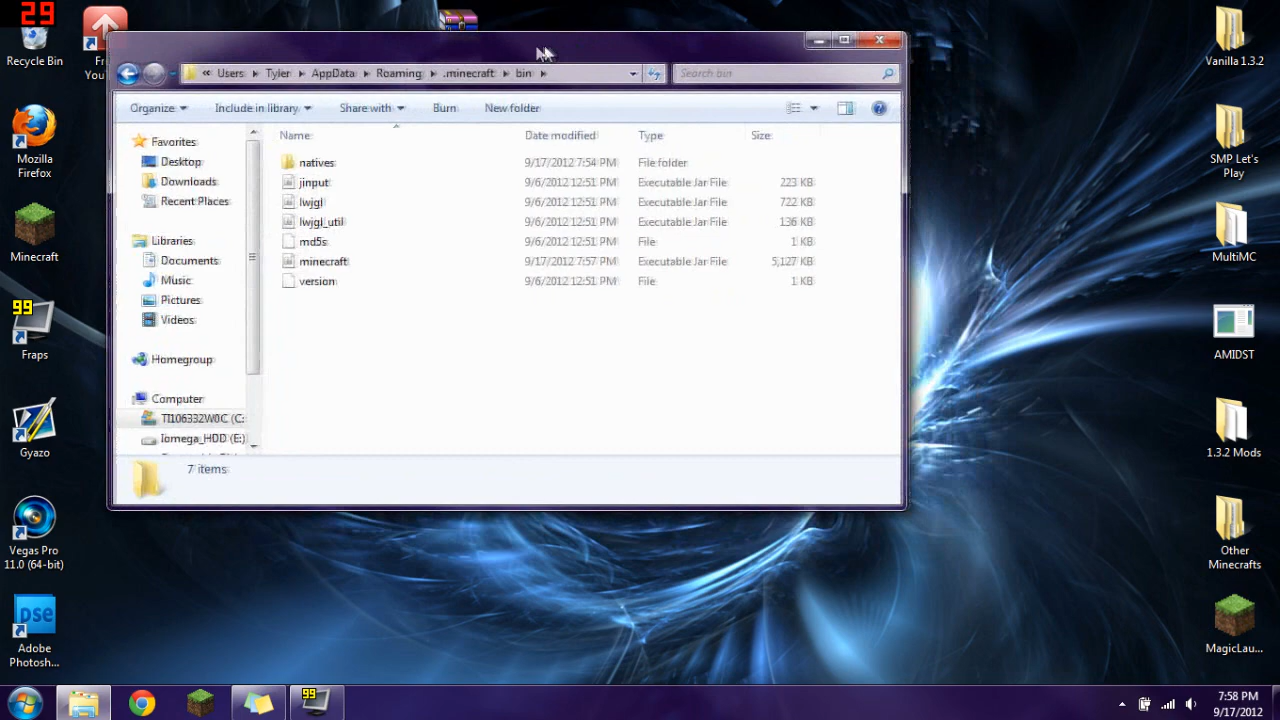 29
Recycle Bin
Fr
You
Mozilla
Firefox
Minecraft
99
Fraps
Gyazo
Vegas Pro
11.0 (64-bit)
pse
Adobe
Photosh...
« Users Tyler AppData Roaming .minecraft bin
Search bin
Organize Include in library Share with Burn New folder
Name Date modified Type Size
natives 9/17/2012 7:54 PM File folder
jinput 9/6/2012 12:51 PM Executable Jar File 223 KB
lwjgl 9/6/2012 12:51 PM Executable Jar File 722 KB
lwjgl_util 9/6/2012 12:51 PM Executable Jar File 136 KB
md5s 9/6/2012 12:51 PM File 1 KB
minecraft 9/17/2012 7:57 PM Executable Jar File 5,127 KB
version 9/6/2012 12:51 PM File 1 KB
Favorites
Desktop
Downloads
Recent Places
Libraries
Documents
Music
Pictures
Videos
Homegroup
Computer
TI106332W0C (C:
Iomega_HDD (E:)
7 items
Vanilla 1.3.2
SMP Let's
Play
MultiMC
AMIDST
1.3.2 Mods
Other
Minecrafts
MagicLau...
99
7:58 PM
9/17/2012